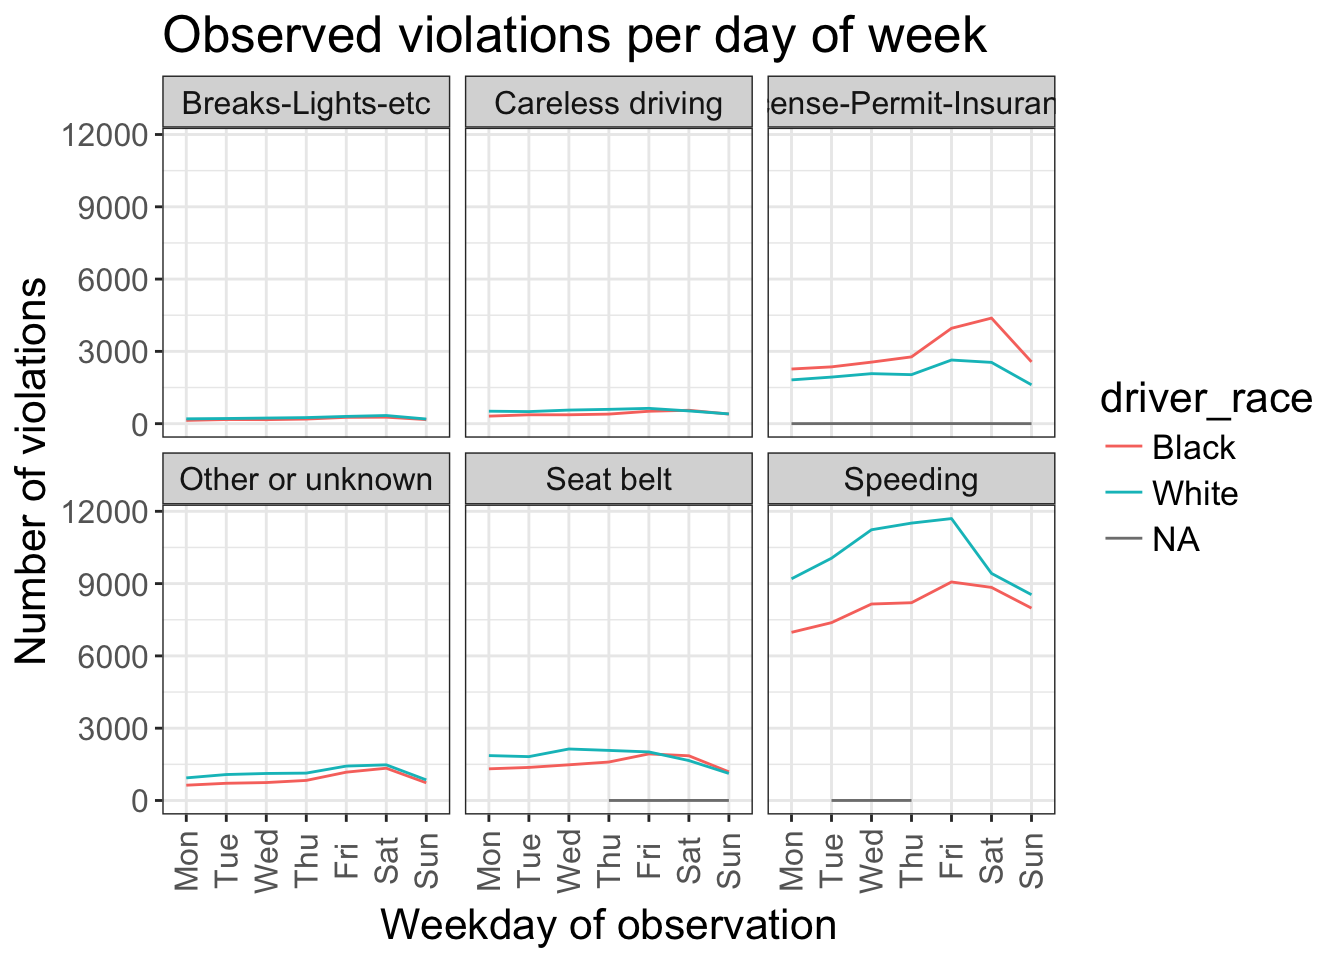 Observed violations per day of week
Breaks-Lights-etc
Careless driving
cense-Permit-Insuran
12000
9000
6000
3000
0
Other or unknown
Seat belt
Speeding
12000
9000
6000
3000
0
Mon Tue Wed Thu Fri Sat Sun
Mon Tue Wed Thu Fri Sat Sun
Mon Tue Wed Thu Fri Sat Sun
Weekday of observation
Number of violations
driver_race
Black
White
NA